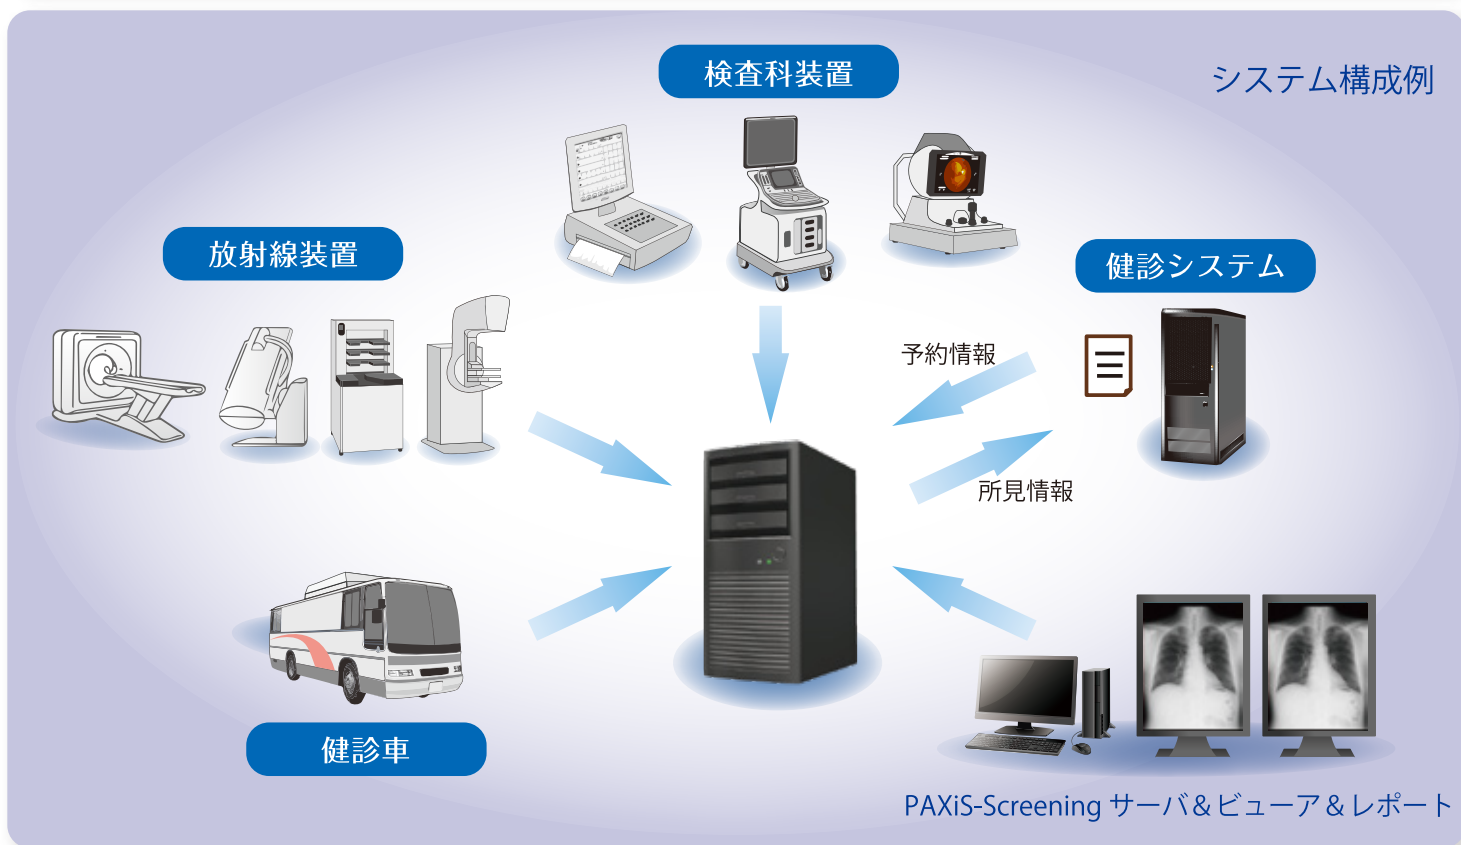 システム構成例
検査科装置
放射線装置
健診システム
予約情報
所見情報
健診車
PAXiS-Screening サーバ&ビューア&レポート